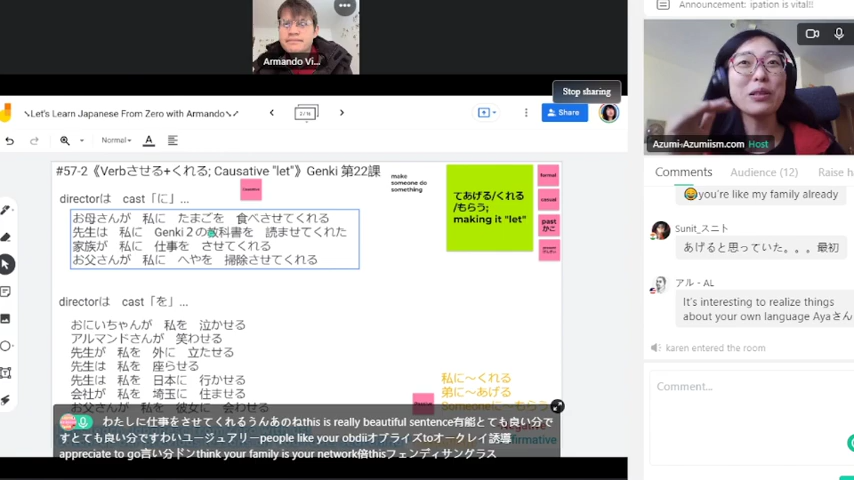 Armando Vi...
Announcement: ipation is vital!!
Stop sharing
Azumi-Azumiism.com Host
↘Let's Learn Japanese From Zero with Armando↙
2/16
Share
Normal
#57-2《Verbさせる+くれる; Causative "let"》Genki 第22課
make
someone do
something
てあげる/くれる
/もらう;
making it "let"
formal
casual
past
かこ
directorは cast「に」...
お母さんが 私に たまごを 食べさせてくれる
先生は 私に Genki 2の教科書を 読ませてくれた
家族が 私に 仕事を させてくれる
お父さんが 私に へやを 掃除させてくれる
directorは cast「を」...
おにいちゃんが 私を 泣かせる
アルマンドさんが 笑わせる
先生が 私を 外に 立たせる
先生は 私を 座らせる
先生は 私を 日本に 行かせる
会社が 私を 埼玉に 住ませる
お父さんが 私を 彼女に 会わせる
私に〜くれる
弟に〜あげる
Someoneに〜もらう
わたしに仕事をさせてくれるうんあのねthis is really beautiful sentence有能とても良い分で
すとても良い分ですわいユージュアリーpeople like your obdiiオブライズtoオークレイ誘導
appreciate to go言い分ドンthink your family is your network倍thisフェンディサングラス
Comments
Audience (12)
Raise h
😂you're like my family already
Sunit_スニト
あげると思っていた。。。最初
アル - AL
It's interesting to realize things
about your own language Ayaさん
karen entered the room
Comment...